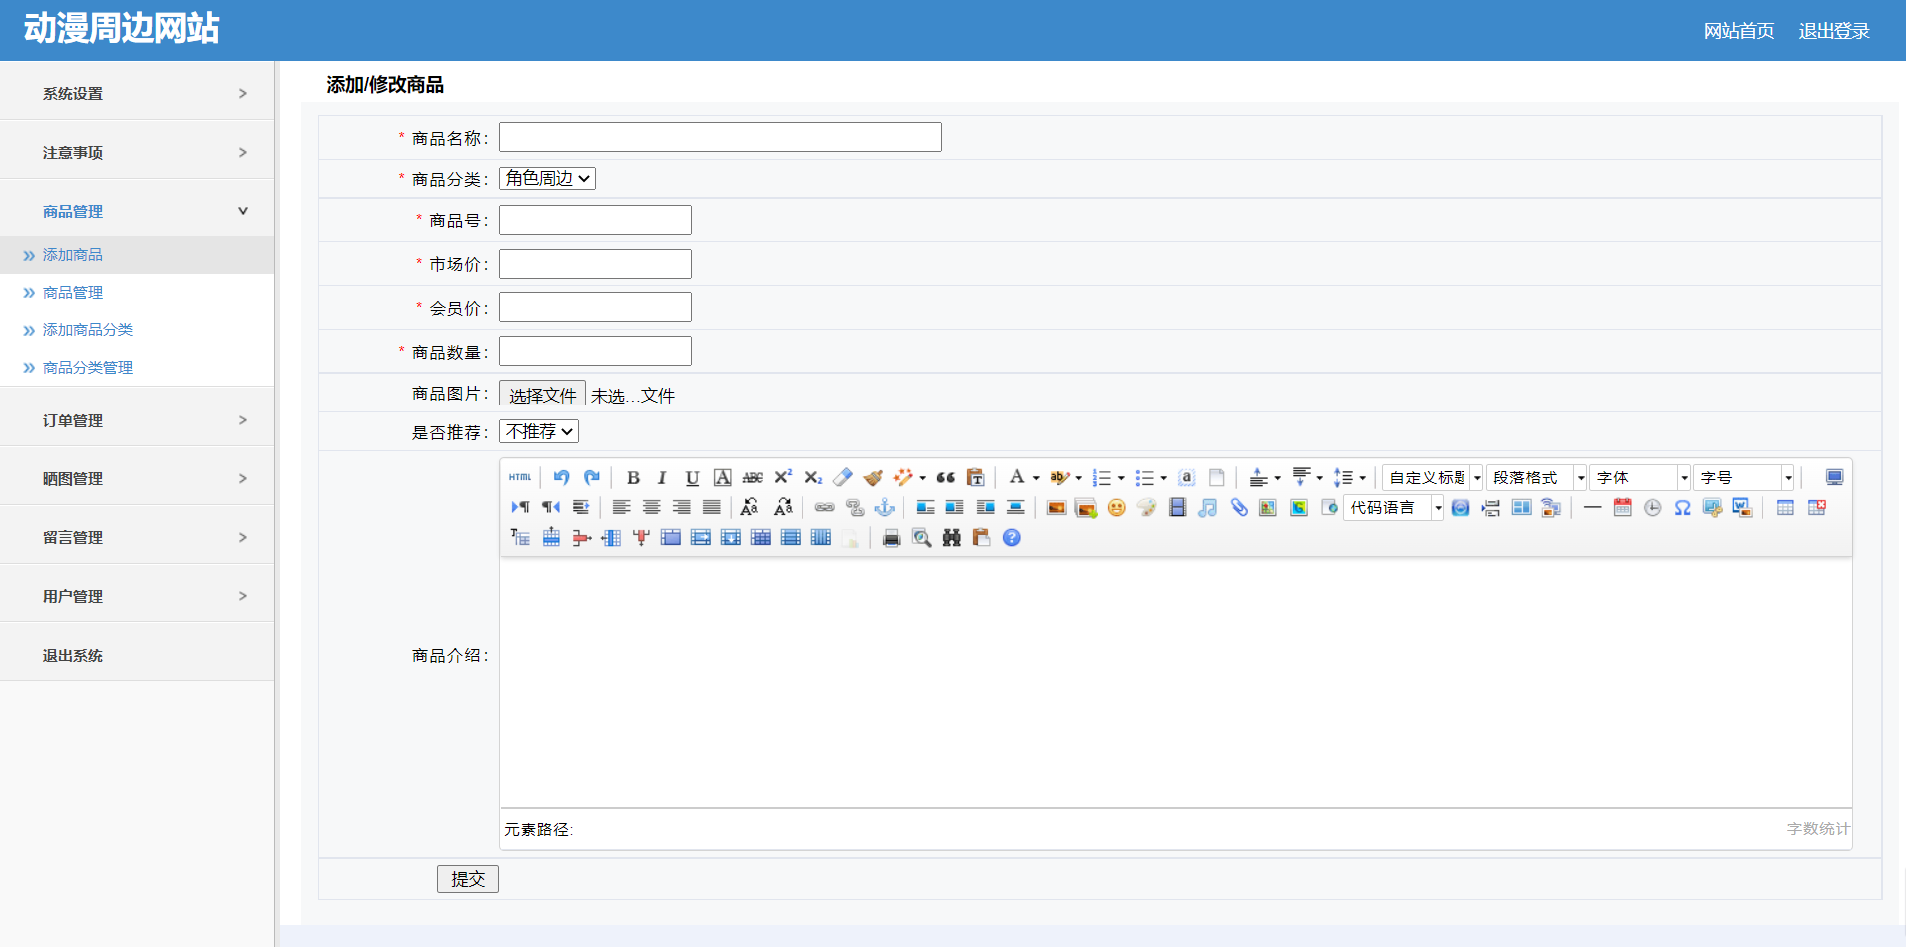 动漫周边网站
网站首页 退出登录
系统设置 >
注意事项 >
商品管理
添加商品
商品管理
添加商品分类
商品分类管理
订单管理 >
晒图管理 >
留言管理 >
用户管理 >
退出系统
添加/修改商品
* 商品名称:
* 商品分类: 角色周边
* 商品号:
* 市场价:
* 会员价:
* 商品数量:
商品图片: 选择文件 未选...文件
是否推荐: 不推荐
HTML B I U A ABC X² X₂ A ab a 自定义标题 段落格式 字体 字号
代码语言
商品介绍:
元素路径: 字数统计
提交